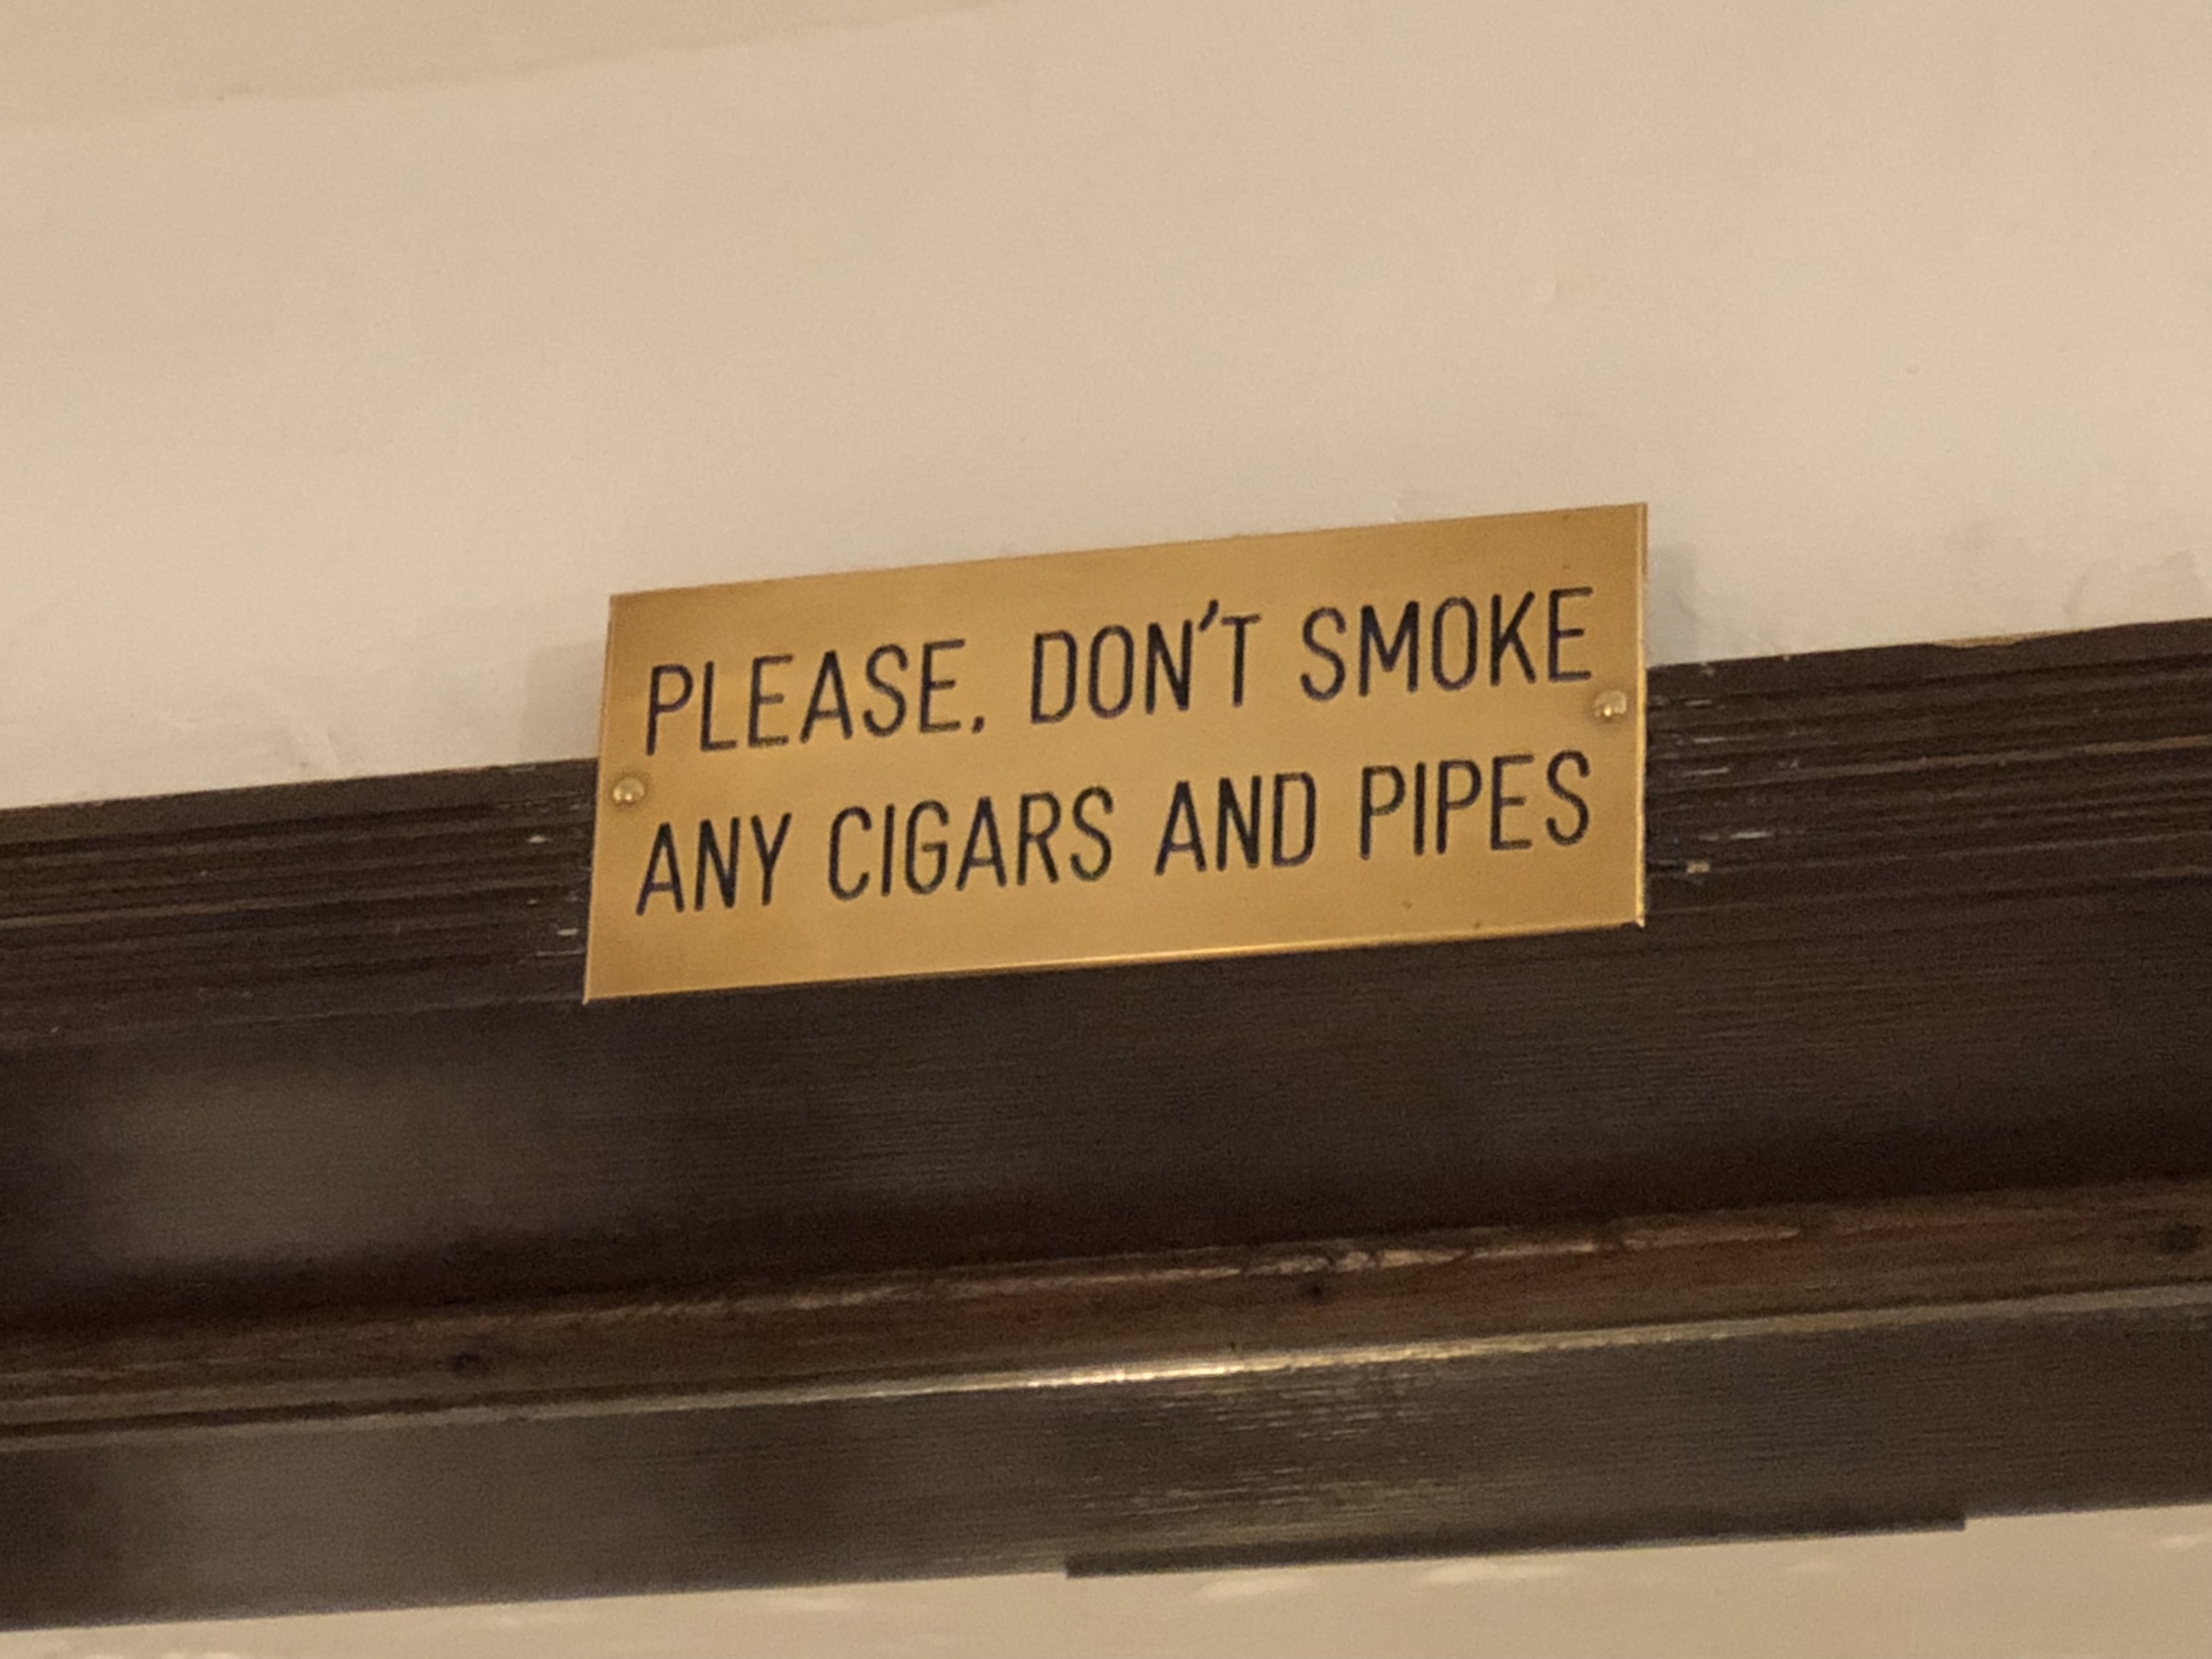 PLEASE, DON'T SMOKE
ANY CIGARS AND PIPES